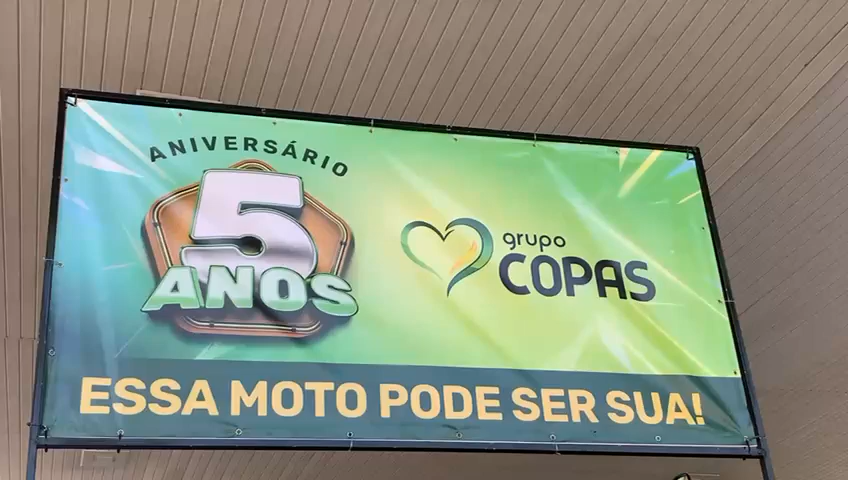 ANIVERSÁRIO
5
ANOS
grupo
COPAS
ESSA MOTO PODE SER SUA!